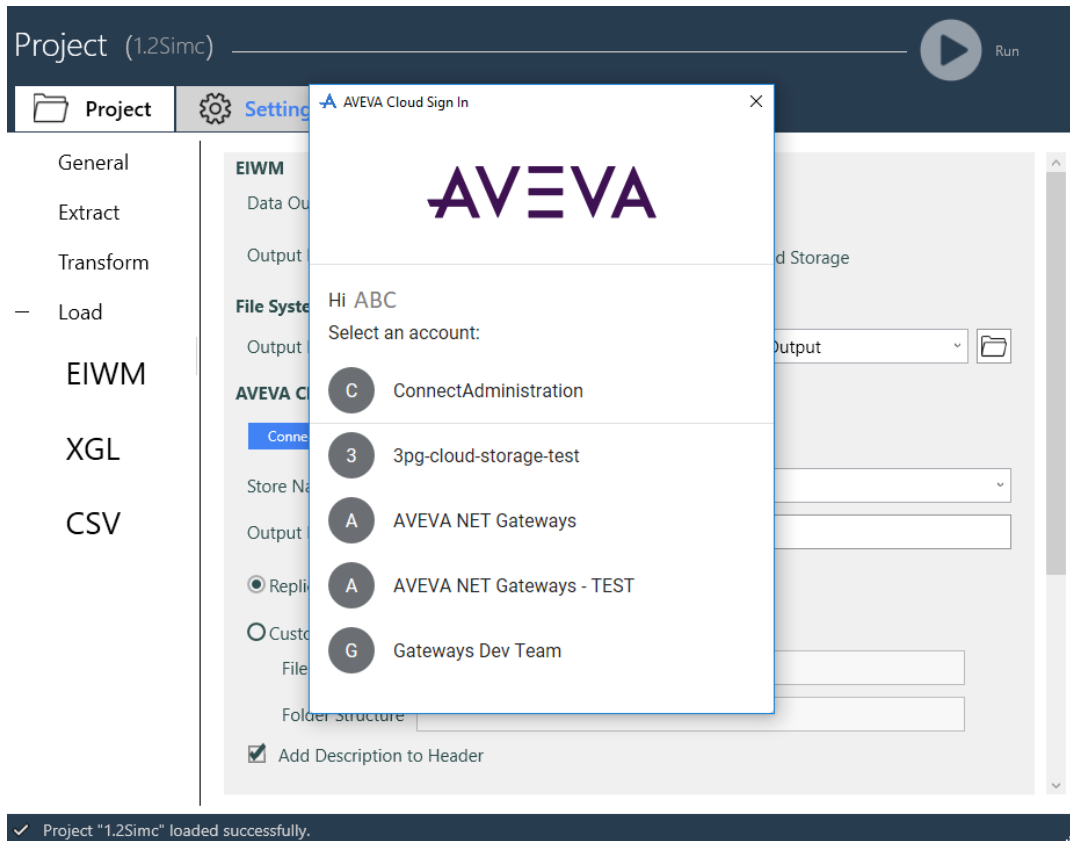 Project (1.2Simc)
Run
Project
Setting
AVEVA Cloud Sign In
AVEVA
Hi ABC
Select an account:
C ConnectAdministration
3 3pg-cloud-storage-test
A AVEVA NET Gateways
A AVEVA NET Gateways - TEST
G Gateways Dev Team
General
Extract
Transform
Load
EIWM
XGL
CSV
EIWM
Data Ou
Output
d Storage
File Syste
Output
Output
AVEVA Cl
Conne
Store Na
Output
Repli
Custo
File
Folder Structure
Add Description to Header
Project "1.2Simc" loaded successfully.